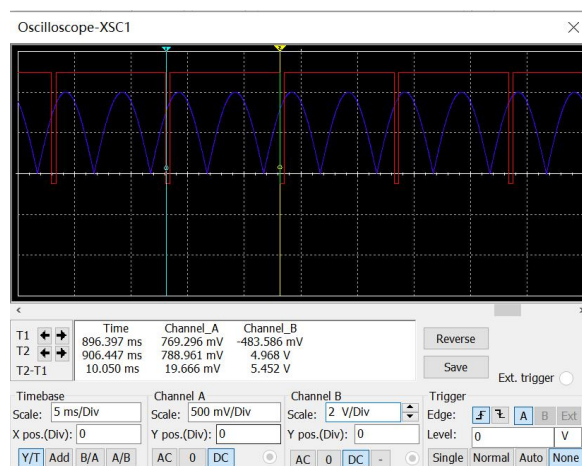 Oscilloscope-XSC1
Time Channel_A Channel_B
T1 896.397 ms 769.296 mV -483.586 mV
T2 906.447 ms 788.961 mV 4.968 V
T2-T1 10.050 ms 19.666 mV 5.452 V
Reverse
Save
Ext. trigger
Timebase Channel A Channel B Trigger
Scale: 5 ms/Div Scale: 500 mV/Div Scale: 2 V/Div Edge: A B Ext
X pos.(Div): 0 Y pos.(Div): 0 Y pos.(Div): 0 Level: 0 V
Y/T Add B/A A/B AC 0 DC AC 0 DC - Single Normal Auto None